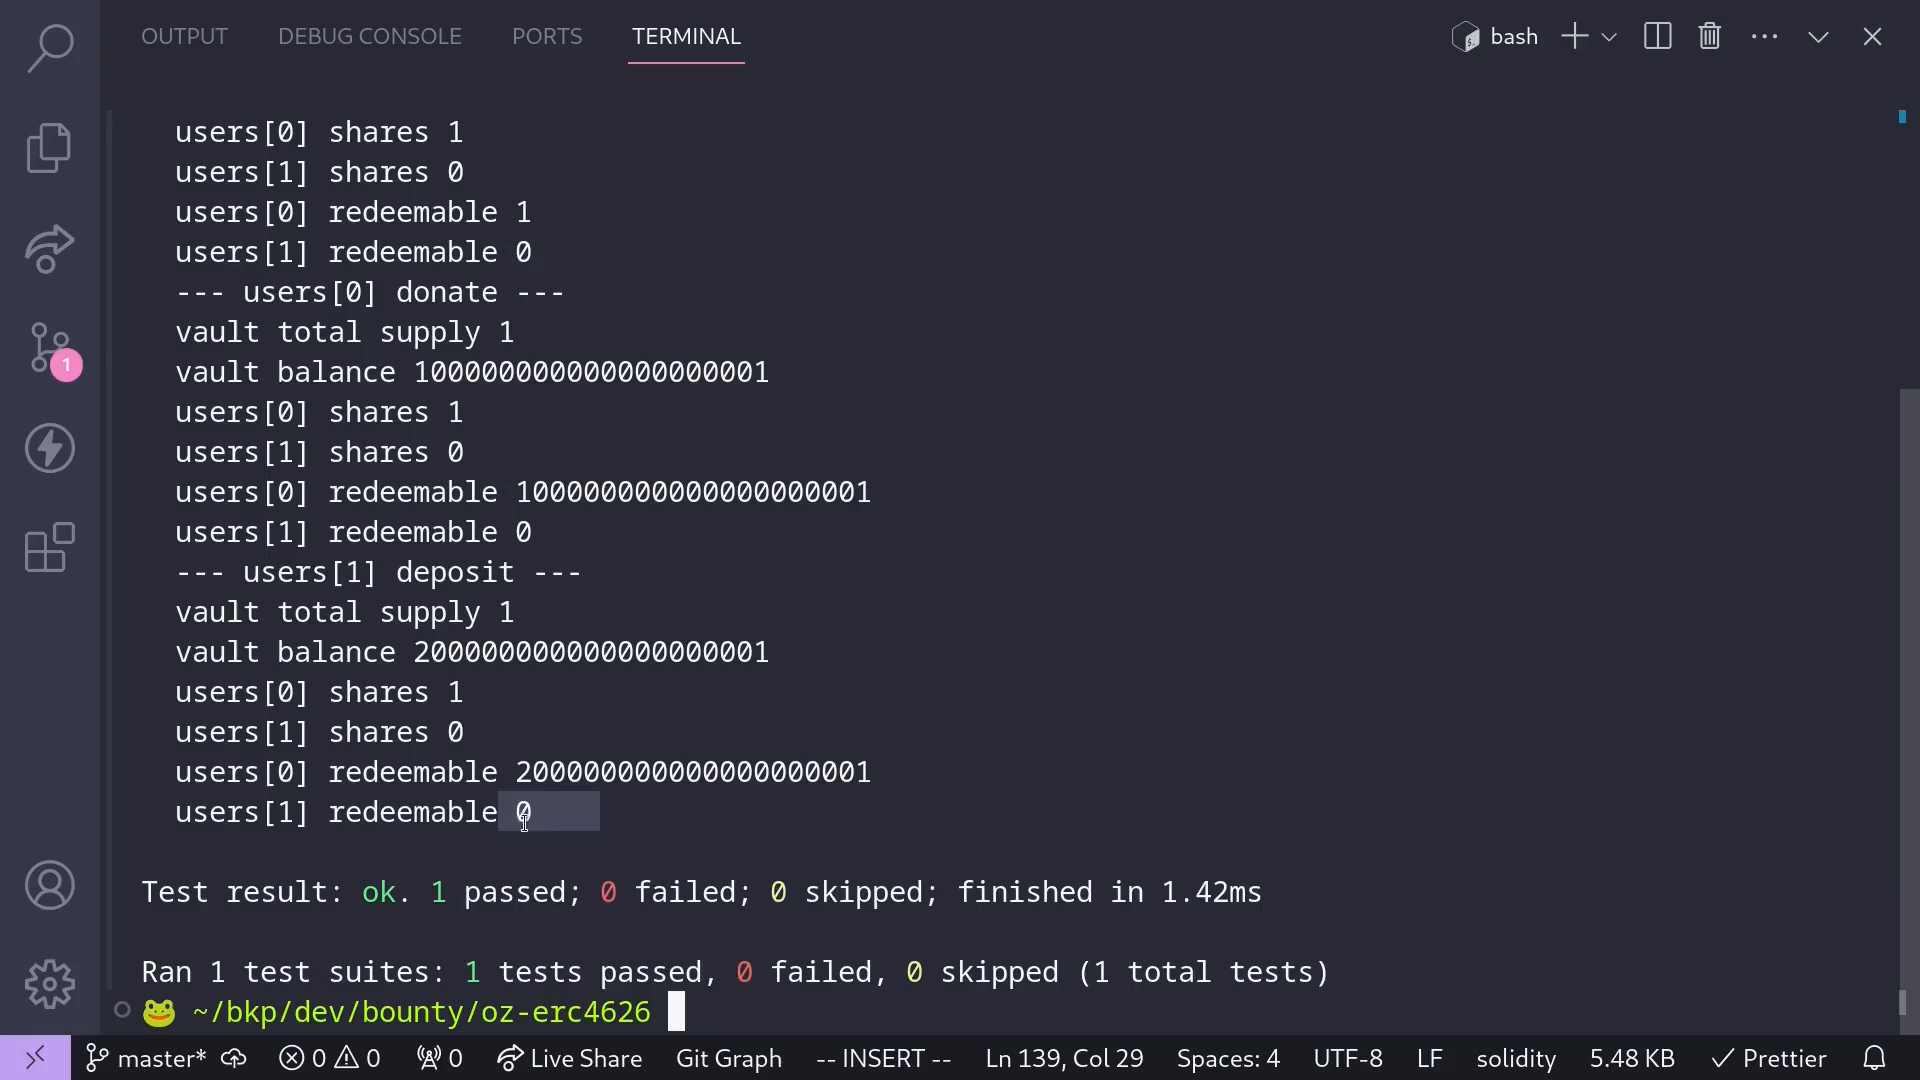 OUTPUT DEBUG CONSOLE PORTS TERMINAL bash
users[0] shares 1
users[1] shares 0
users[0] redeemable 1
users[1] redeemable 0
--- users[0] donate ---
vault total supply 1
vault balance 100000000000000000001
users[0] shares 1
users[1] shares 0
users[0] redeemable 100000000000000000001
users[1] redeemable 0
--- users[1] deposit ---
vault total supply 1
vault balance 200000000000000000001
users[0] shares 1
users[1] shares 0
users[0] redeemable 200000000000000000001
users[1] redeemable 0
Test result: ok. 1 passed; 0 failed; 0 skipped; finished in 1.42ms
Ran 1 test suites: 1 tests passed, 0 failed, 0 skipped (1 total tests)
~/bkp/dev/bounty/oz-erc4626
1
master* 0 0 0 Live Share Git Graph -- INSERT -- Ln 139, Col 29 Spaces: 4 UTF-8 LF solidity 5.48 KB Prettier